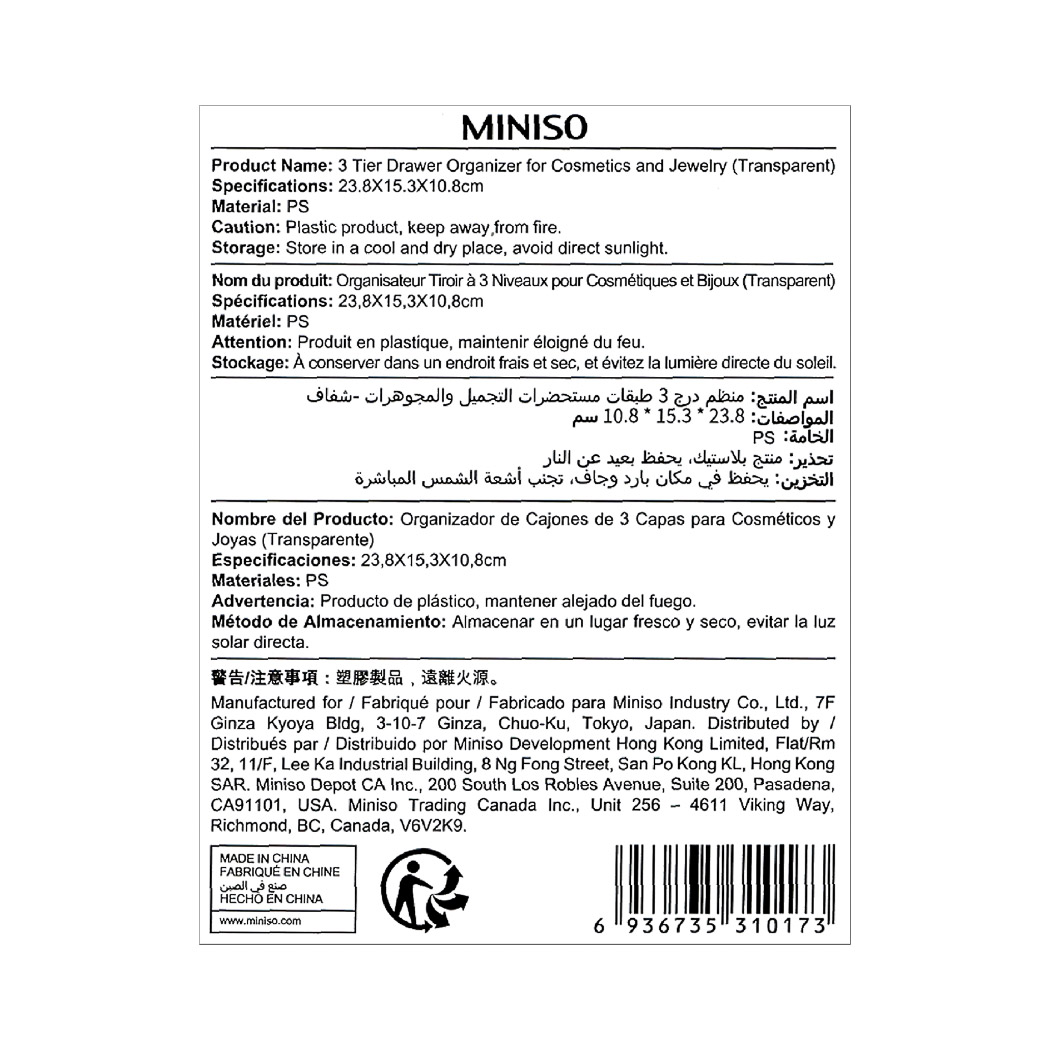 MINISO
Product Name: 3 Tier Drawer Organizer for Cosmetics and Jewelry (Transparent)
Specifications: 23.8X15.3X10.8cm
Material: PS
Caution: Plastic product, keep away from fire.
Storage: Store in a cool and dry place, avoid direct sunlight.
Nom du produit: Organisateur Tiroir à 3 Niveaux pour Cosmétiques et Bijoux (Transparent)
Spécifications: 23,8X15,3X10,8cm
Matériel: PS
Attention: Produit en plastique, maintenir éloigné du feu.
Stockage: À conserver dans un endroit frais et sec, et évitez la lumière directe du soleil.
اسم المنتج: منظم درج 3 طبقات مستحضرات التجميل والمجوهرات -شفاف
المواصفات: 23.8 * 15.3 * 10.8 سم
الخامة: PS
تحذير: منتج بلاستيك، يحفظ بعيد عن النار
التخزين: يحفظ في مكان بارد وجاف، تجنب أشعة الشمس المباشرة
Nombre del Producto: Organizador de Cajones de 3 Capas para Cosméticos y
Joyas (Transparente)
Especificaciones: 23,8X15,3X10,8cm
Materiales: PS
Advertencia: Producto de plástico, mantener alejado del fuego.
Método de Almacenamiento: Almacenar en un lugar fresco y seco, evitar la luz
solar directa.
警告/注意事項：塑膠製品，遠離火源。
Manufactured for / Fabriqué pour / Fabricado para Miniso Industry Co., Ltd., 7F
Ginza Kyoya Bldg, 3-10-7 Ginza, Chuo-Ku, Tokyo, Japan. Distributed by /
Distribués par / Distribuido por Miniso Development Hong Kong Limited, Flat/Rm
32, 11/F, Lee Ka Industrial Building, 8 Ng Fong Street, San Po Kong KL, Hong Kong
SAR. Miniso Depot CA Inc., 200 South Los Robles Avenue, Suite 200, Pasadena,
CA91101, USA. Miniso Trading Canada Inc., Unit 256 – 4611 Viking Way,
Richmond, BC, Canada, V6V2K9.
MADE IN CHINA
FABRIQUÉ EN CHINE
صنع في الصين
HECHO EN CHINA
www.miniso.com
6 936735 310173